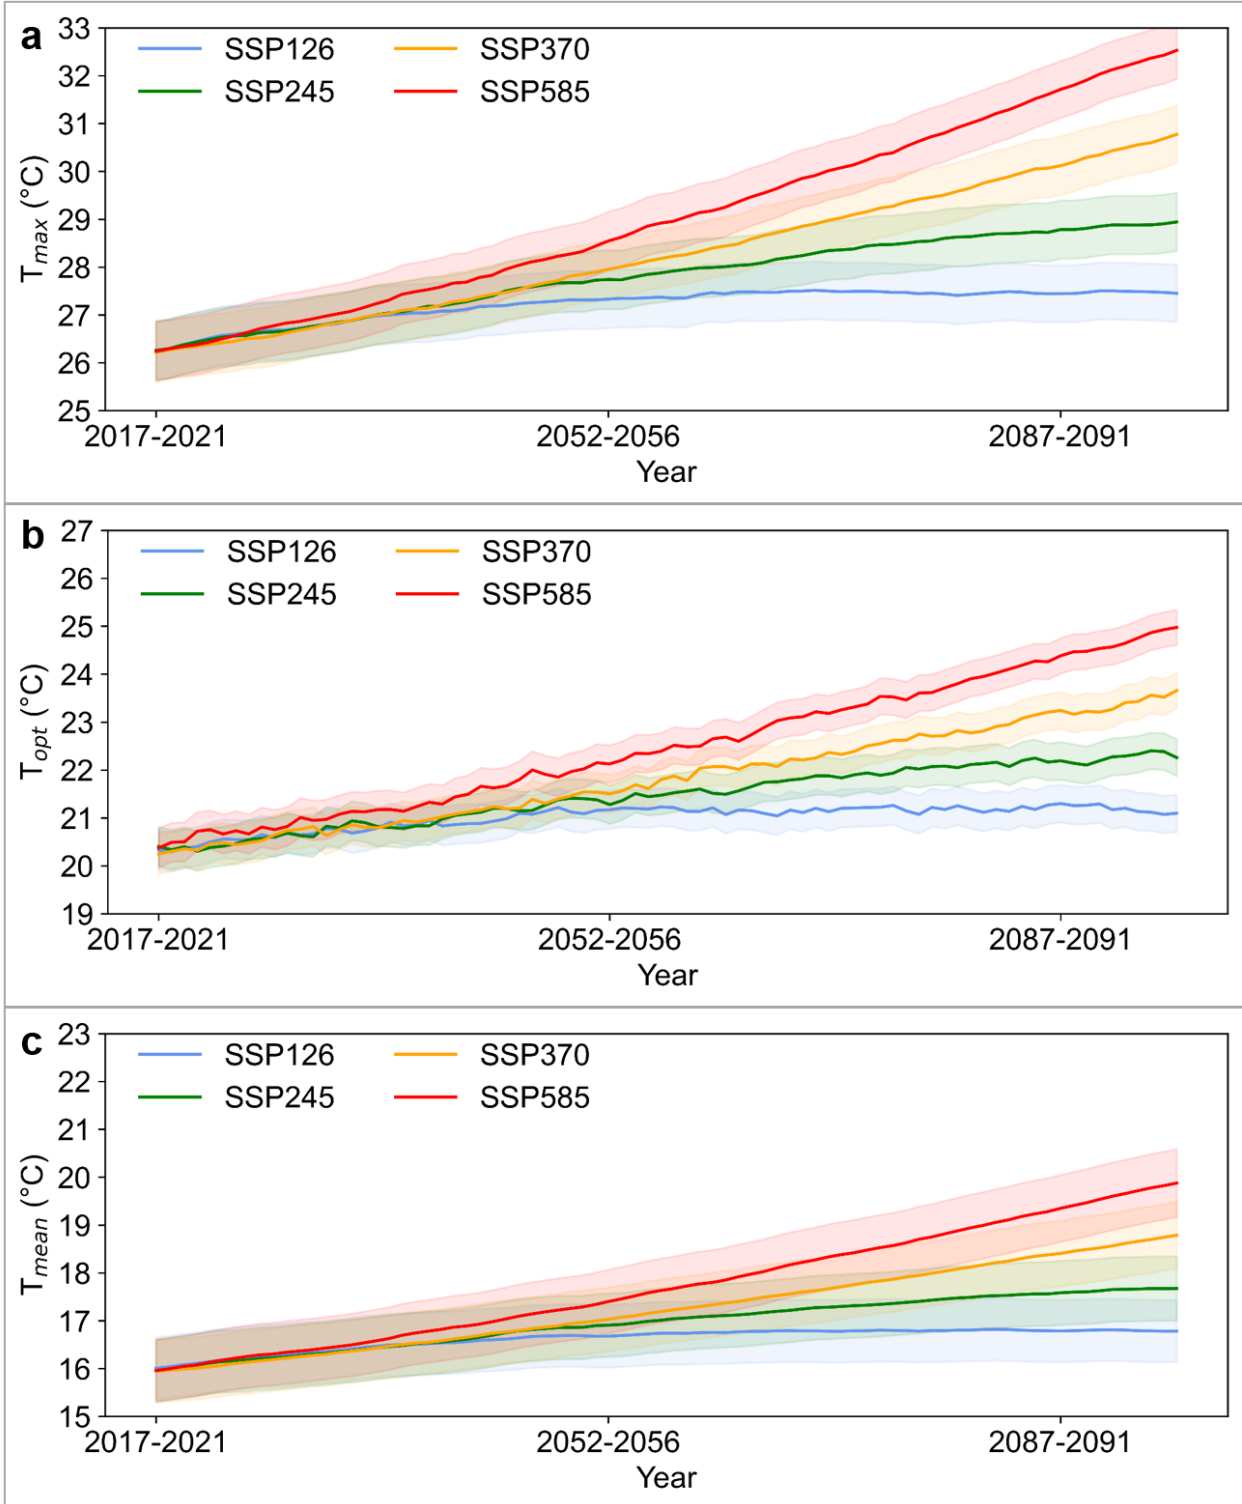 a
SSP126 SSP370
SSP245 SSP585
33
32
31
30
29
28
27
26
25
Tmax (°C)
2017-2021 2052-2056 2087-2091
Year
b
SSP126 SSP370
SSP245 SSP585
27
26
25
24
23
22
21
20
19
Topt (°C)
2017-2021 2052-2056 2087-2091
Year
c
SSP126 SSP370
SSP245 SSP585
23
22
21
20
19
18
17
16
15
Tmean (°C)
2017-2021 2052-2056 2087-2091
Year